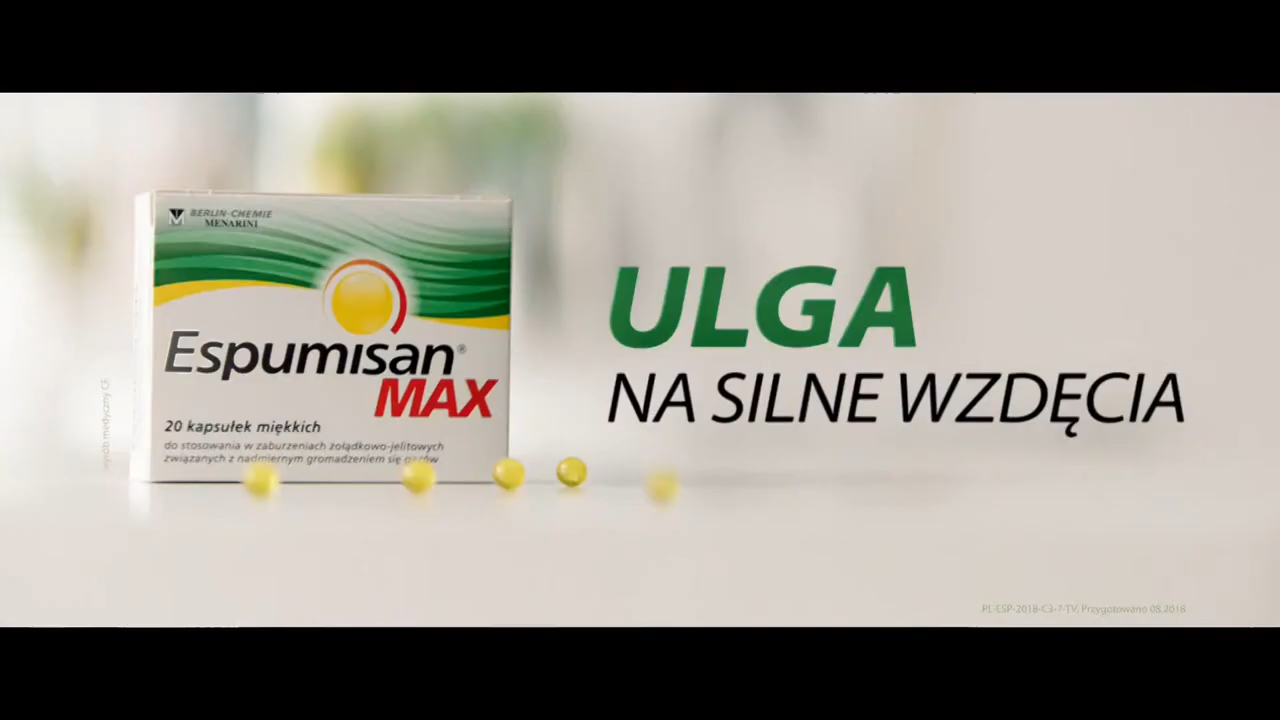 BERLIN-CHEMIE
MENARINI
Espumisan®
MAX
20 kapsułek miękkich
do stosowania w zaburzeniach żołądkowo-jelitowych
związanych z nadmiernym gromadzeniem się gazów
ULGA
NA SILNE WZDĘCIA
wyrób medyczny CE
PL-ESP-2018-C3-7-TV, Przygotowano 08.2018